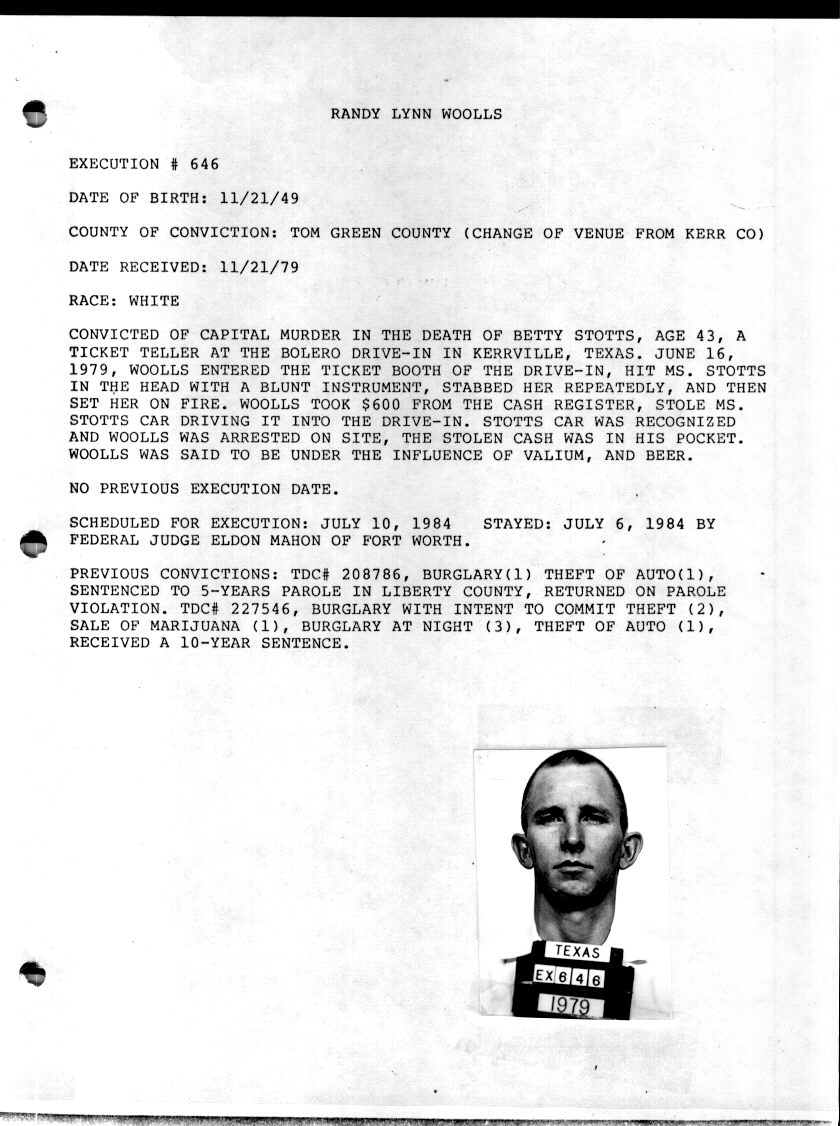 RANDY LYNN WOOLLS
EXECUTION # 646
DATE OF BIRTH: 11/21/49
COUNTY OF CONVICTION: TOM GREEN COUNTY (CHANGE OF VENUE FROM KERR CO)
DATE RECEIVED: 11/21/79
RACE: WHITE
CONVICTED OF CAPITAL MURDER IN THE DEATH OF BETTY STOTTS, AGE 43, A
TICKET TELLER AT THE BOLERO DRIVE-IN IN KERRVILLE, TEXAS. JUNE 16,
1979, WOOLLS ENTERED THE TICKET BOOTH OF THE DRIVE-IN, HIT MS. STOTTS
IN THE HEAD WITH A BLUNT INSTRUMENT, STABBED HER REPEATEDLY, AND THEN
SET HER ON FIRE. WOOLLS TOOK $600 FROM THE CASH REGISTER, STOLE MS.
STOTTS CAR DRIVING IT INTO THE DRIVE-IN. STOTTS CAR WAS RECOGNIZED
AND WOOLLS WAS ARRESTED ON SITE, THE STOLEN CASH WAS IN HIS POCKET.
WOOLLS WAS SAID TO BE UNDER THE INFLUENCE OF VALIUM, AND BEER.
NO PREVIOUS EXECUTION DATE.
SCHEDULED FOR EXECUTION: JULY 10, 1984 STAYED: JULY 6, 1984 BY
FEDERAL JUDGE ELDON MAHON OF FORT WORTH.
PREVIOUS CONVICTIONS: TDC# 208786, BURGLARY(1) THEFT OF AUTO(1),
SENTENCED TO 5-YEARS PAROLE IN LIBERTY COUNTY, RETURNED ON PAROLE
VIOLATION. TDC# 227546, BURGLARY WITH INTENT TO COMMIT THEFT (2),
SALE OF MARIJUANA (1), BURGLARY AT NIGHT (3), THEFT OF AUTO (1),
RECEIVED A 10-YEAR SENTENCE.
TEXAS
EX 6 4 6
1979